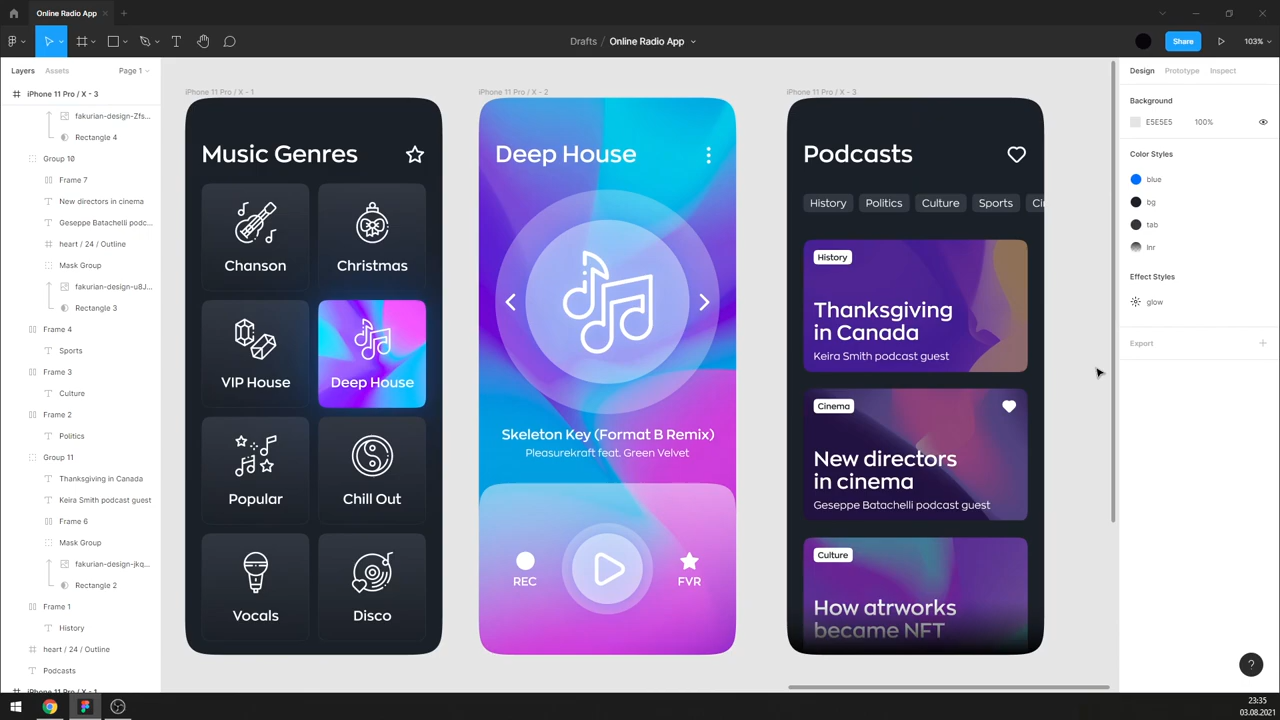 Online Radio App
Drafts / Online Radio App
Share
103%
Layers
Assets
Page 1
iPhone 11 Pro / X - 3
fakurian-design-Zfs...
Rectangle 4
Group 10
Frame 7
New directors in cinema
Geseppe Batachelli podc...
heart / 24 / Outline
Mask Group
fakurian-design-u8J...
Rectangle 3
Frame 4
Sports
Frame 3
Culture
Frame 2
Politics
Group 11
Thanksgiving in Canada
Keira Smith podcast guest
Frame 6
Mask Group
fakurian-design-jkq...
Rectangle 2
Frame 1
History
heart / 24 / Outline
Podcasts
iPhone 11 Pro / X - 1
iPhone 11 Pro / X - 1
Music Genres
Chanson
Christmas
VIP House
Deep House
Popular
Chill Out
Vocals
Disco
iPhone 11 Pro / X - 2
Deep House
Skeleton Key (Format B Remix)
Pleasurekraft feat. Green Velvet
REC
FVR
iPhone 11 Pro / X - 3
Podcasts
History
Politics
Culture
Sports
Ci
History
Thanksgiving
in Canada
Keira Smith podcast guest
Cinema
New directors
in cinema
Geseppe Batachelli podcast guest
Culture
How atrworks
became NFT
Design
Prototype
Inspect
Background
E5E5E5
100%
Color Styles
blue
bg
tab
lnr
Effect Styles
glow
Export
?
23:35
03.08.2021